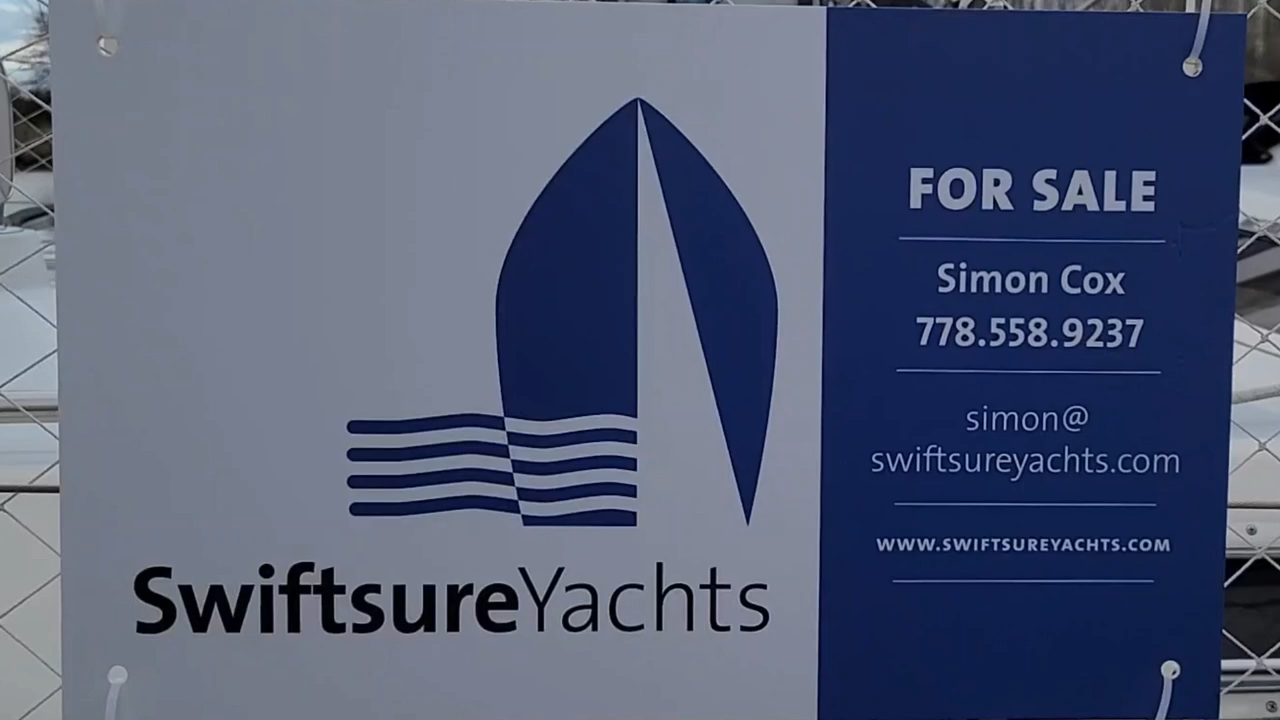 SwiftsureYachts
FOR SALE
Simon Cox
778.558.9237
simon@
swiftsureyachts.com
WWW.SWIFTSUREYACHTS.COM